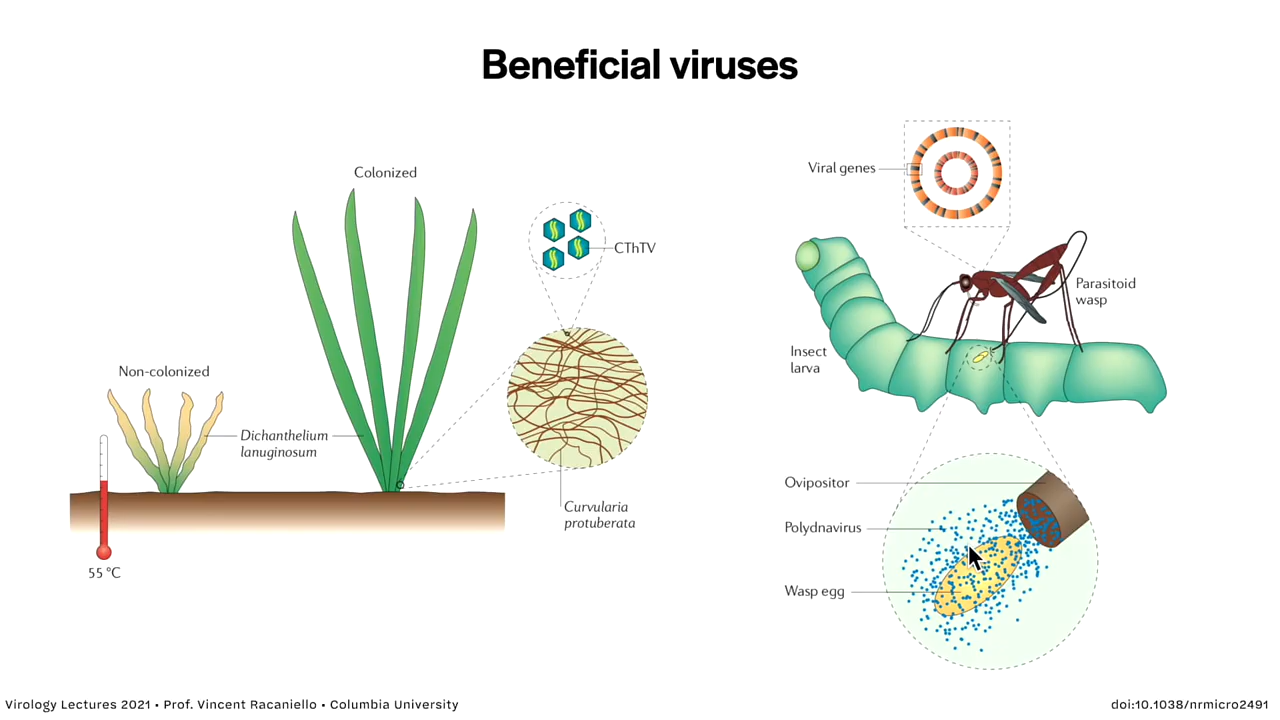 Beneficial viruses
Colonized
CThTV
Non-colonized
Dichanthelium
lanuginosum
Curvularia
protuberata
55 °C
Viral genes
Parasitoid
wasp
Insect
larva
Ovipositor
Polydnavirus
Wasp egg
Virology Lectures 2021 • Prof. Vincent Racaniello • Columbia University
doi:10.1038/nrmicro2491